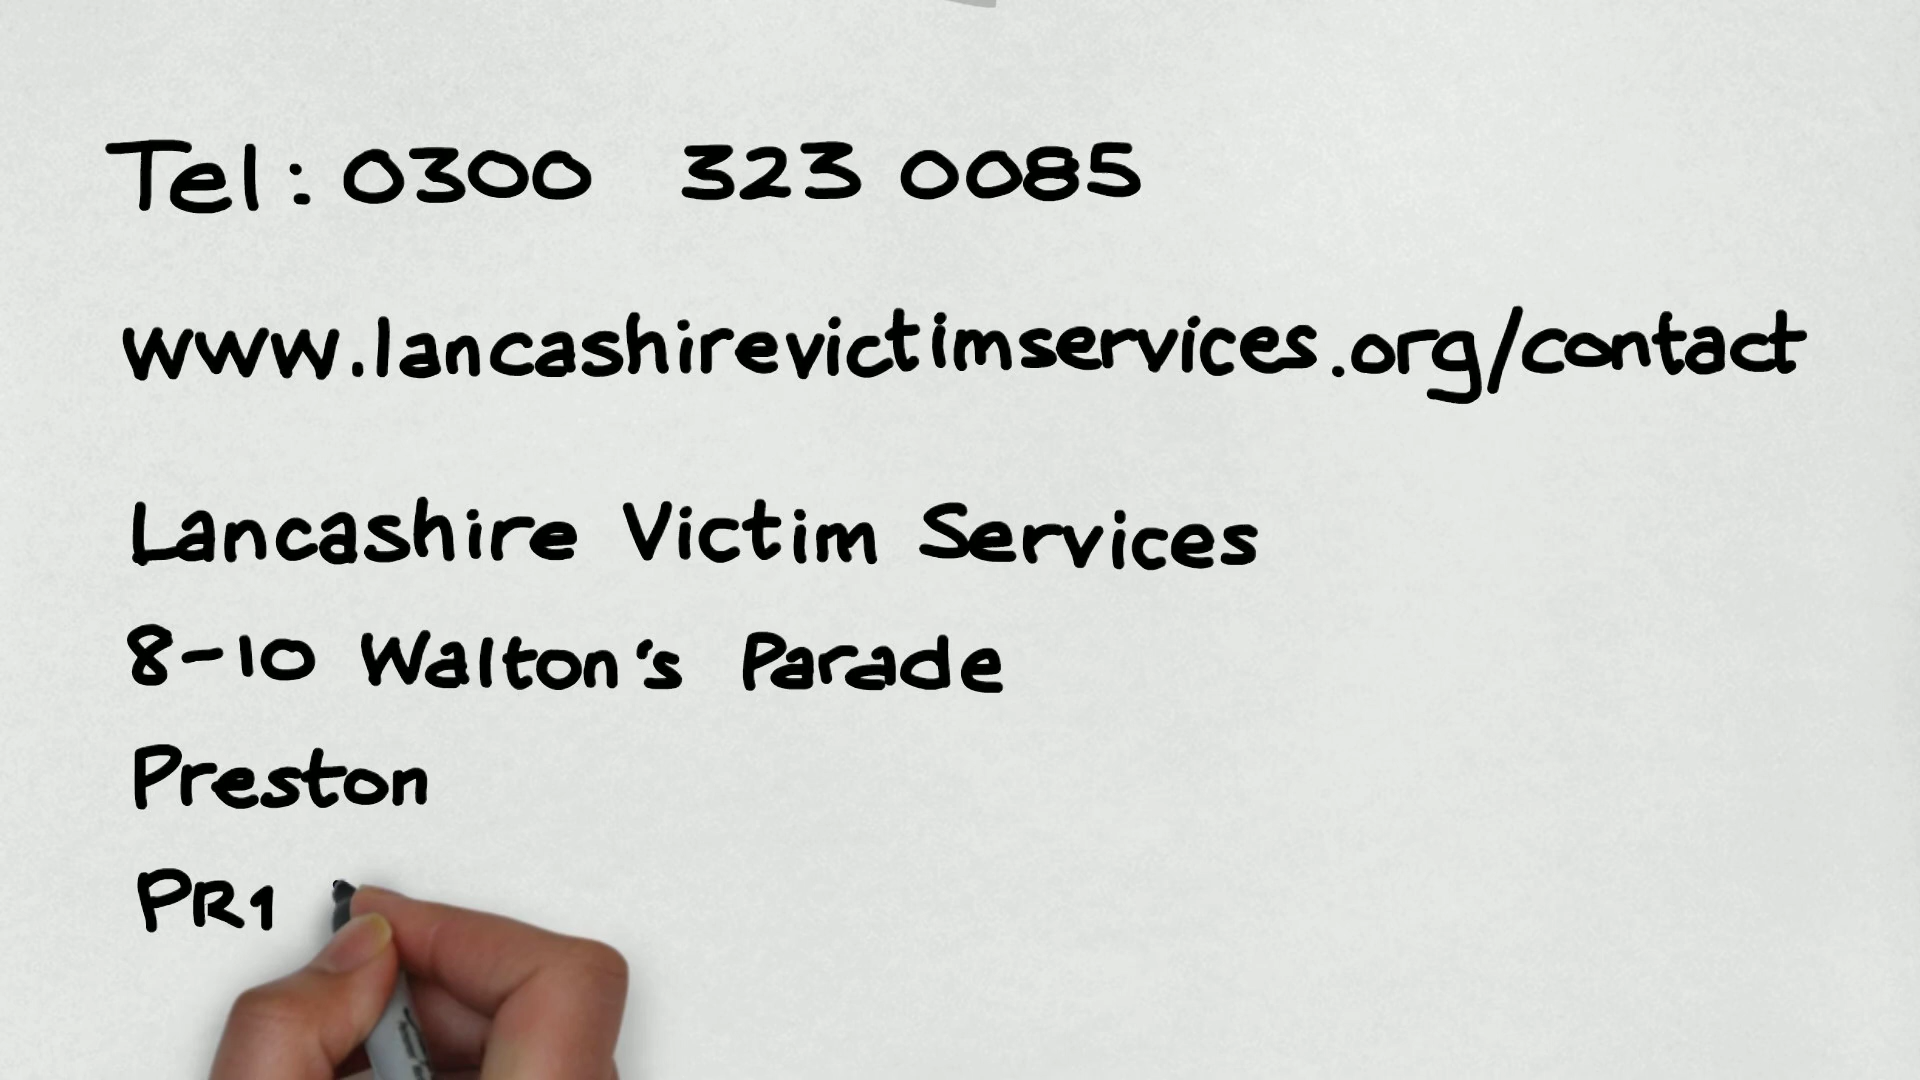 Tel: 0300 323 0085
www.lancashirevictimservices.org/contact
Lancashire Victim Services
8-10 Walton's Parade
Preston
PR1